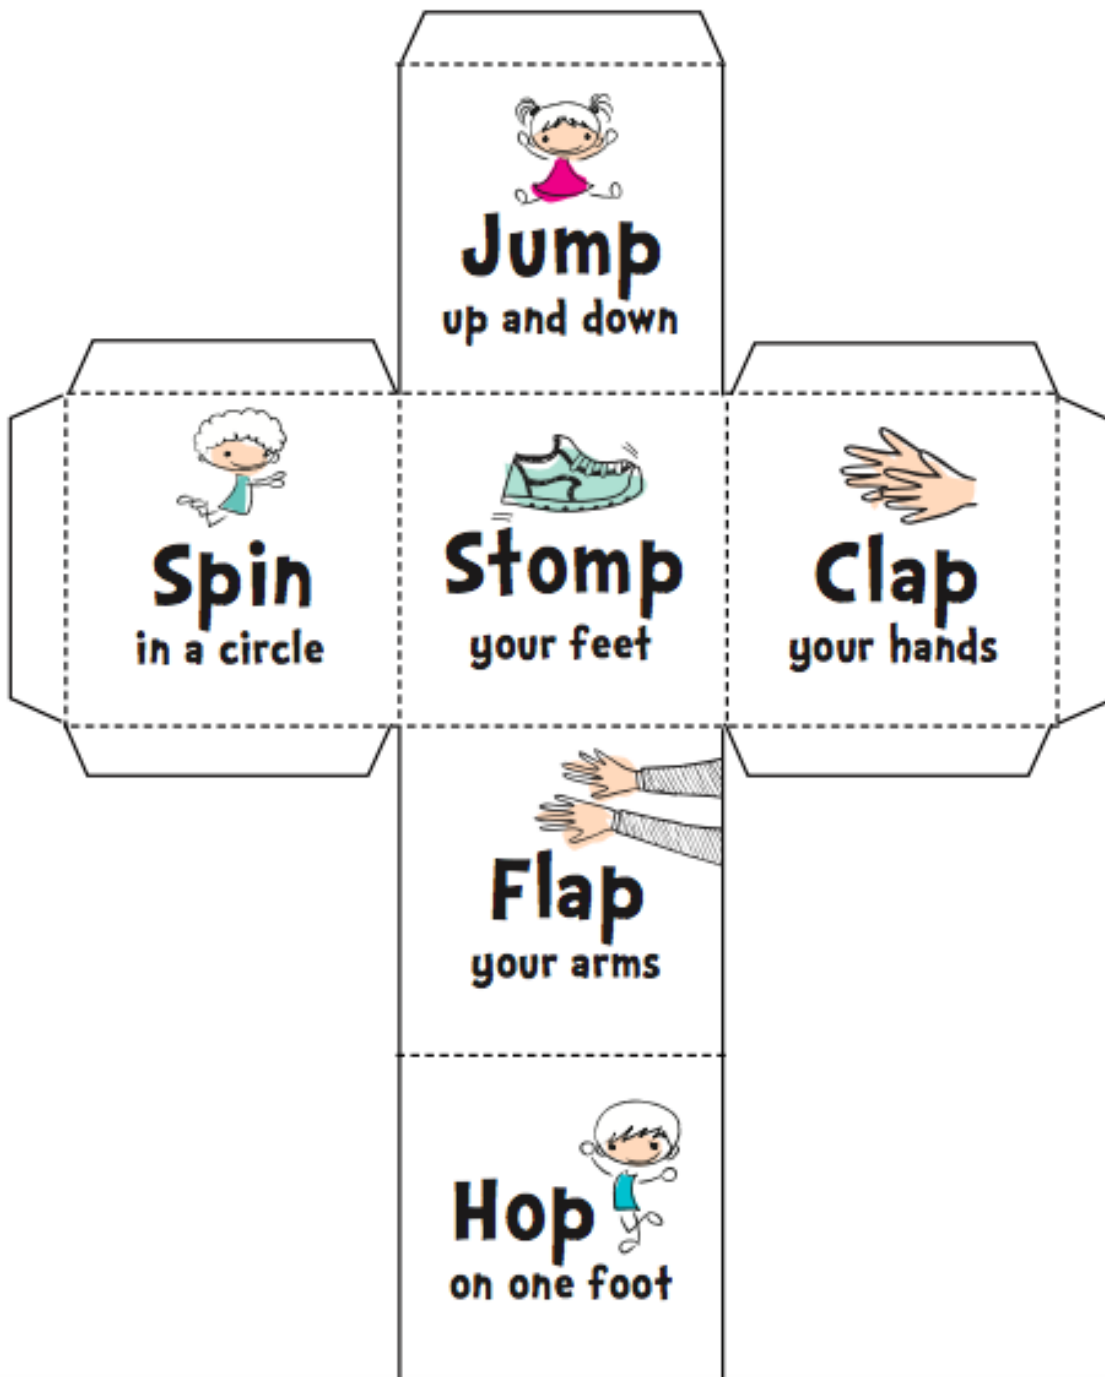 Jump
up and down
Spin
in a circle
Stomp
your feet
Clap
your hands
Flap
your arms
Hop
on one foot